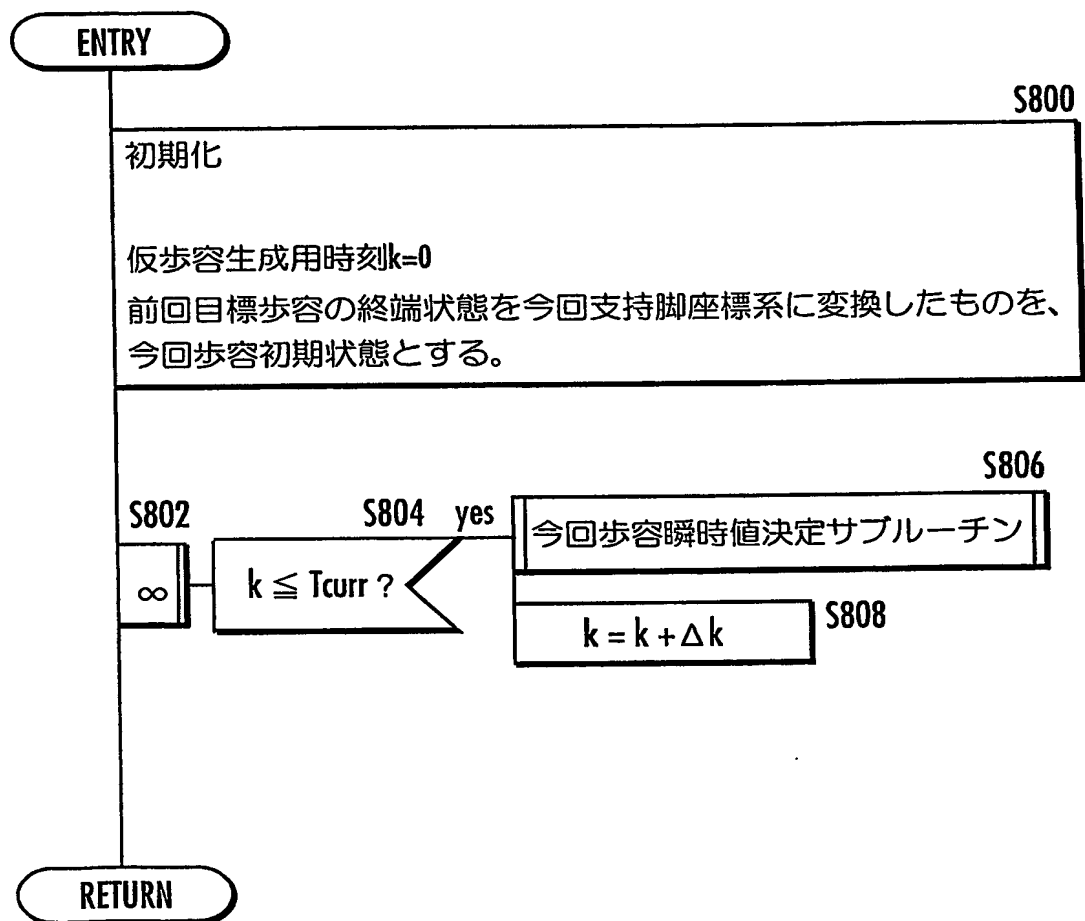 ENTRY
S800
初期化
仮歩容生成用時刻k=0
前回目標歩容の終端状態を今回支持脚座標系に変換したものを、
今回歩容初期状態とする。
S802
∞
S804 yes
k ≦ Tcurr ?
S806
今回歩容瞬時値決定サブルーチン
k = k + Δk
S808
RETURN